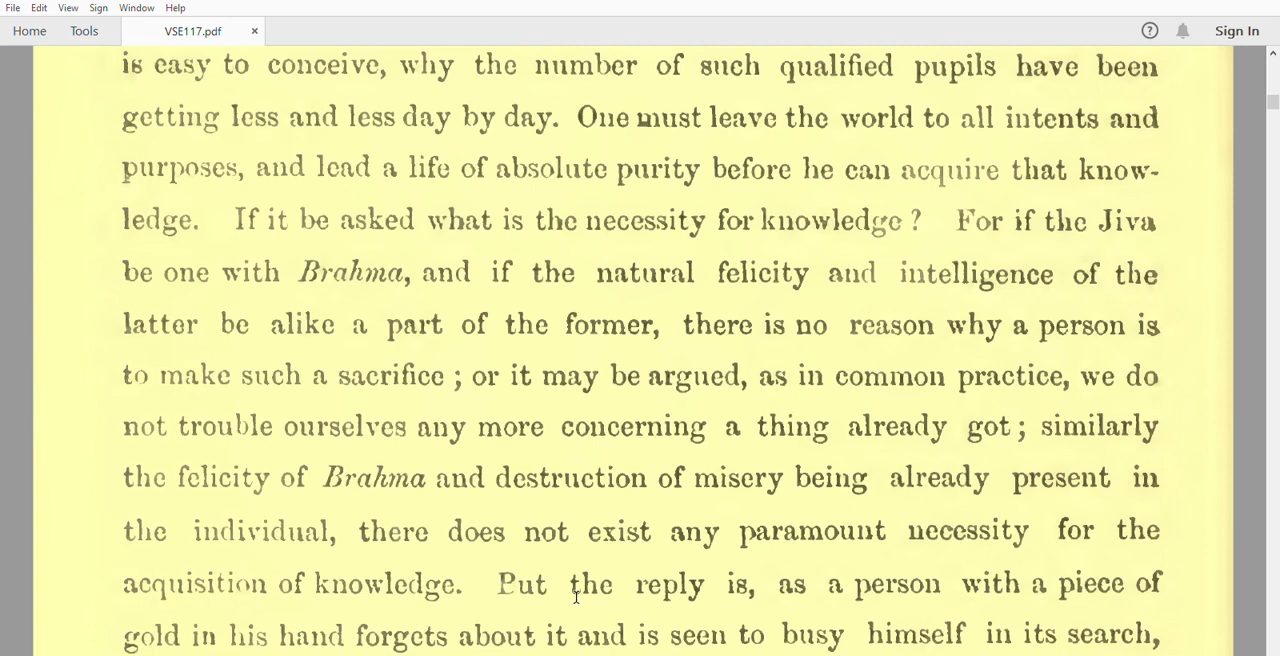 File Edit View Sign Window Help
Home Tools VSE117.pdf × ? Sign In
is easy to conceive, why the number of such qualified pupils have been
getting less and less day by day. One must leave the world to all intents and
purposes, and lead a life of absolute purity before he can acquire that know-
ledge. If it be asked what is the necessity for knowledge ? For if the Jiva
be one with Brahma, and if the natural felicity and intelligence of the
latter be alike a part of the former, there is no reason why a person is
to make such a sacrifice ; or it may be argued, as in common practice, we do
not trouble ourselves any more concerning a thing already got ; similarly
the felicity of Brahma and destruction of misery being already present in
the individual, there does not exist any paramount necessity for the
acquisition of knowledge. Put the reply is, as a person with a piece of
gold in his hand forgets about it and is seen to busy himself in its search,